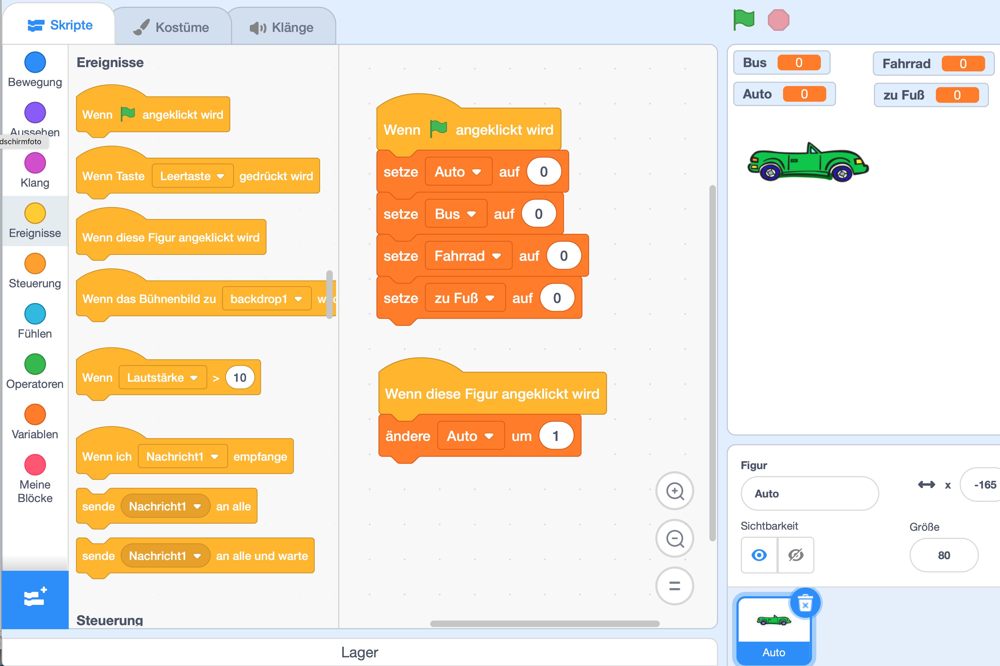 Skripte
Kostüme
Klänge
Bewegung
Aussehen
dschirmfoto
Klang
Ereignisse
Steuerung
Fühlen
Operatoren
Variablen
Meine
Blöcke
Ereignisse
Wenn angeklickt wird
Wenn Taste Leertaste gedrückt wird
Wenn diese Figur angeklickt wird
Wenn das Bühnenbild zu backdrop1
Wenn Lautstärke > 10
Wenn ich Nachricht1 empfange
sende Nachricht1 an alle
sende Nachricht1 an alle und warte
Steuerung
Wenn angeklickt wird
setze Auto auf 0
setze Bus auf 0
setze Fahrrad auf 0
setze zu Fuß auf 0
Wenn diese Figur angeklickt wird
ändere Auto um 1
Lager
Bus 0
Fahrrad 0
Auto 0
zu Fuß 0
Figur
Auto
x -165
Sichtbarkeit
Größe
80
Auto